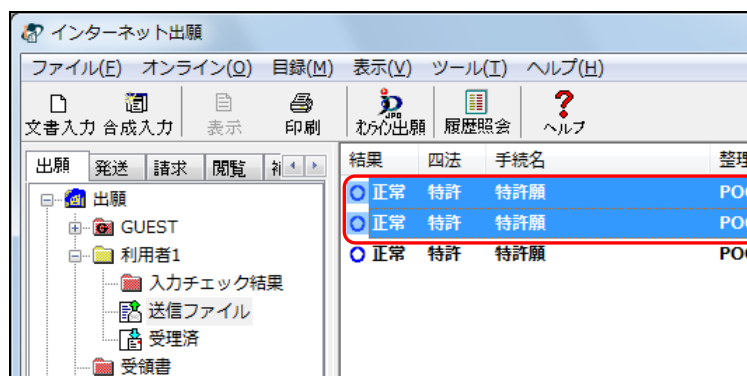 インターネット出願
ファイル(F) オンライン(O) 目録(M) 表示(V) ツール(T) ヘルプ(H)
文書入力 合成入力 表示 印刷 オンライン出願 履歴照会 ヘルプ
出願 発送 請求 閲覧
結果 四法 手続名 整理
正常 特許 特許願 PO
正常 特許 特許願 PO
正常 特許 特許願 PO
出願
GUEST
利用者1
入力チェック結果
送信ファイル
受理済
受領書